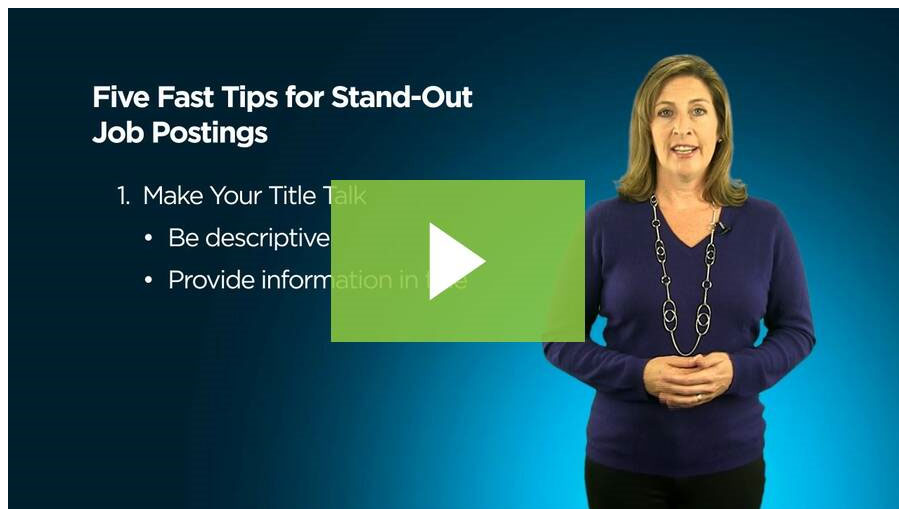 Five Fast Tips for Stand-Out
Job Postings
1. Make Your Title Talk
• Be descriptive
• Provide information in title